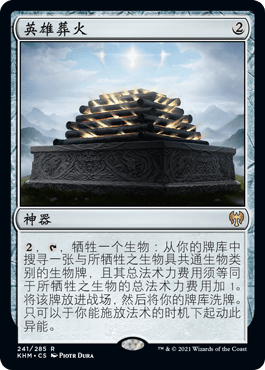 英雄葬火 2
神器
2，，牺牲一个生物：从你的牌库中
搜寻一张与所牺牲之生物具共通生物类
别的生物牌，且其总法术力费用须等同
于所牺牲之生物的总法术力费用加 1。
将该牌放进战场，然后将你的牌库洗牌。
只可以于你能施放法术的时机下起动此
异能。
241/285 R
KHM • CS Piotr Dura
™ & © 2021 Wizards of the Coast